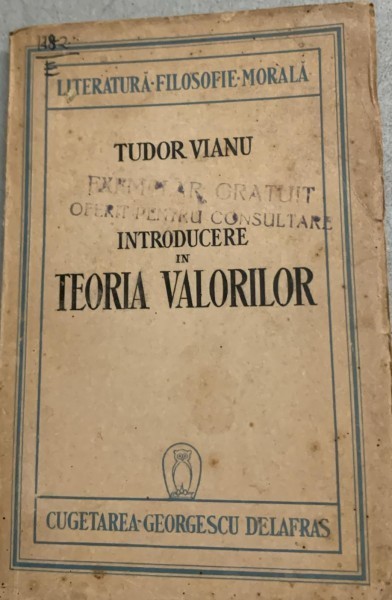 LITERATURĂ·FILOSOFIE·MORALĂ
TUDOR VIANU
EXEMPLAR GRATUIT
OFERIT PENTRU CONSULTARE
INTRODUCERE
IN
TEORIA VALORILOR
CUGETAREA·GEORGESCU DELAFRAS